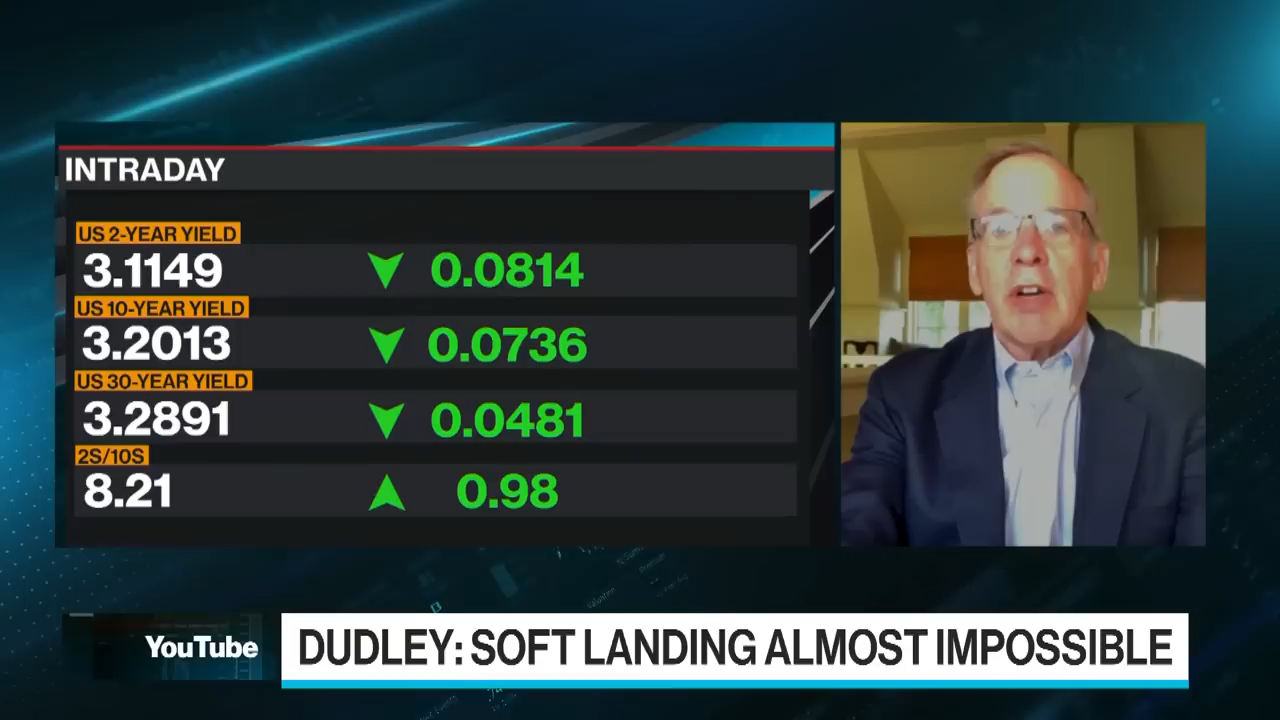 INTRADAY
US 2-YEAR YIELD
3.1149 ▼ 0.0814
US 10-YEAR YIELD
3.2013 ▼ 0.0736
US 30-YEAR YIELD
3.2891 ▼ 0.0481
2S/10S
8.21 ▲ 0.98
YouTube
DUDLEY: SOFT LANDING ALMOST IMPOSSIBLE